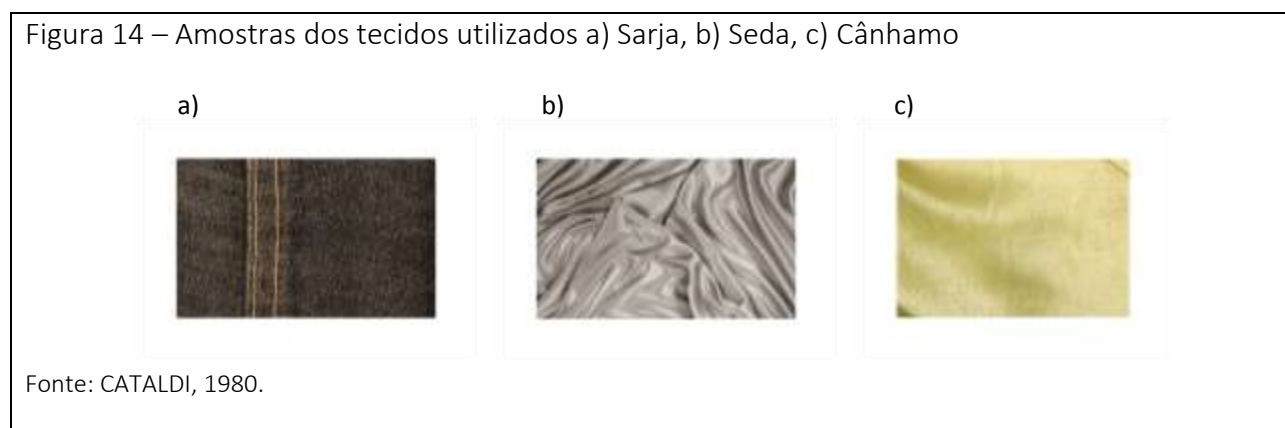 Figura 14 – Amostras dos tecidos utilizados a) Sarja, b) Seda, c) Cânhamo
a) b) c)
Fonte: CATALDI, 1980.